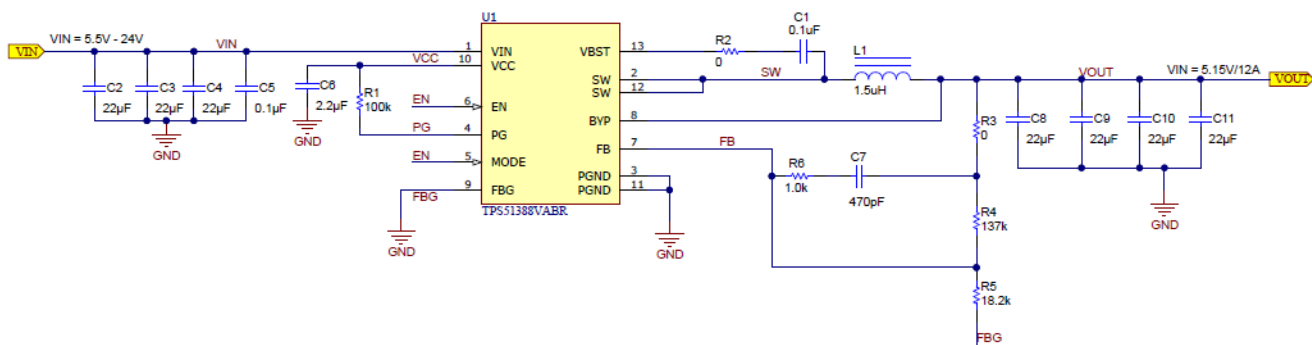 VIN
VIN = 5.5V - 24V
VIN
C2
22µF
C3
22µF
C4
22µF
C5
0.1µF
GND
C6
2.2µF
GND
R1
100k
VCC
EN
PG
EN
FBG
GND
U1
1
10
6
4
5
9
VIN
VCC
EN
PG
MODE
FBG
VBST
SW
SW
BYP
FB
PGND
PGND
13
2
12
8
7
3
11
TPS51388VABR
GND
R2
0
C1
0.1uF
SW
L1
1.5uH
FB
R6
1.0k
C7
470pF
R3
0
R4
137k
R5
18.2k
FBG
VOUT
VIN = 5.15V/12A
VOUT
C8
22µF
C9
22µF
C10
22µF
C11
22µF
GND